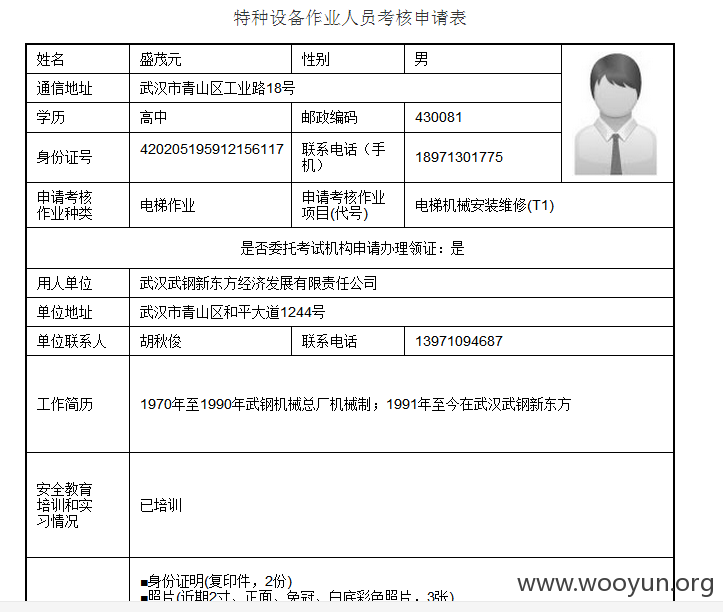 特种设备作业人员考核申请表
姓名 盛茂元 性别 男
通信地址 武汉市青山区工业路18号
学历 高中 邮政编码 430081
身份证号 420205195912156117 联系电话（手
机） 18971301775
申请考核
作业种类 电梯作业 申请考核作业
项目(代号) 电梯机械安装维修(T1)
是否委托考试机构申请办理领证：是
用人单位 武汉武钢新东方经济发展有限责任公司
单位地址 武汉市青山区和平大道1244号
单位联系人 胡秋俊 联系电话 13971094687
工作简历 1970年至1990年武钢机械总厂机械制；1991年至今在武汉武钢新东方
安全教育
培训和实
习情况 已培训
■身份证明(复印件，2份)
■照片(近期2寸、正面、免冠、白底彩色照片，3张)
www.wooyun.org